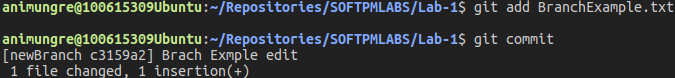 animungre@100615309Ubuntu:~/Repositories/SOFTPMLABS/Lab-1$ git add BranchExample.txt
animungre@100615309Ubuntu:~/Repositories/SOFTPMLABS/Lab-1$ git commit
[newBranch c3159a2] Brach Exmple edit
1 file changed, 1 insertion(+)